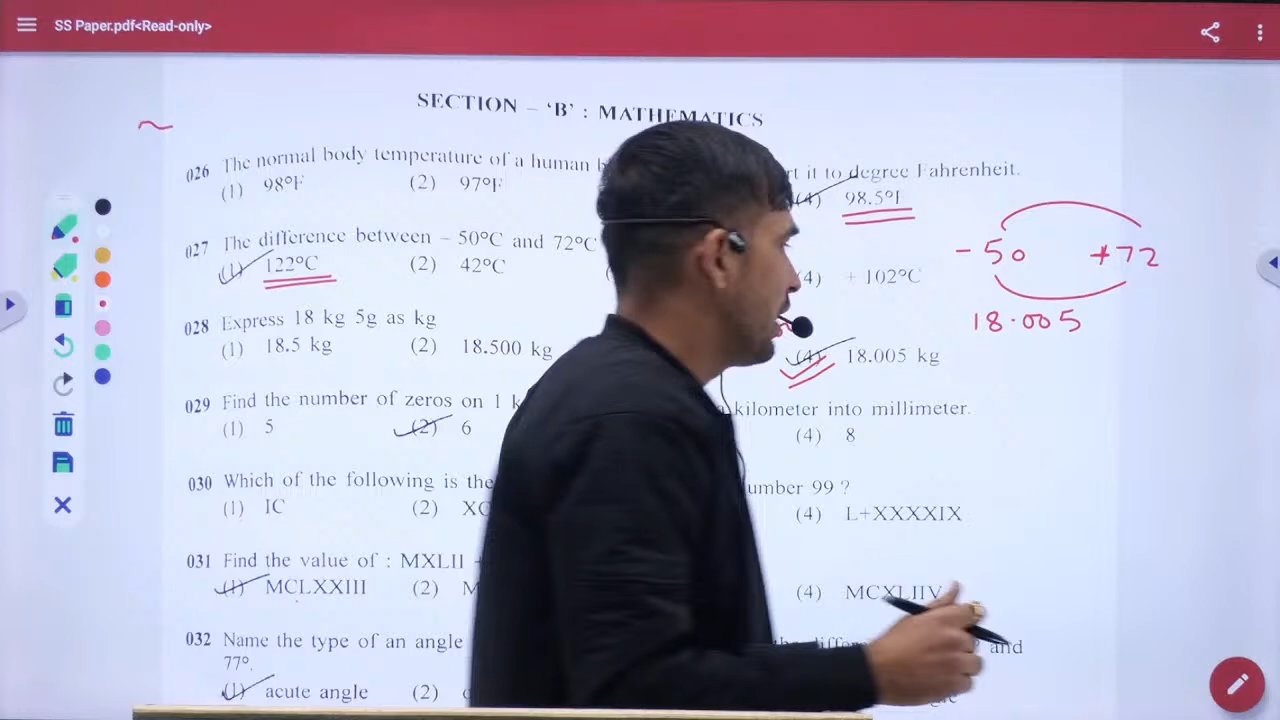 SS Paper.pdf<Read-only>
SECTION – ‘B’ : MATHEMATICS
026 The normal body temperature of a human it to degree Fahrenheit.
(1) 98°F (2) 97°F (4) 98.5°F
027 The difference between – 50°C and 72°C
(1) 122°C (2) 42°C (4) + 102°C
- 50 +72
028 Express 18 kg 5g as kg
18.005
(1) 18.5 kg (2) 18.500 kg (4) 18.005 kg
029 Find the number of zeros on 1 kilometer into millimeter.
(1) 5 (2) 6 (4) 8
030 Which of the following is the number 99 ?
(1) IC (2) (4) L+XXXXIX
031 Find the value of : MXLII
(1) MCLXXIII (2) (4) MCXLIIV
032 Name the type of an angle and
77°.
(1) acute angle (2)